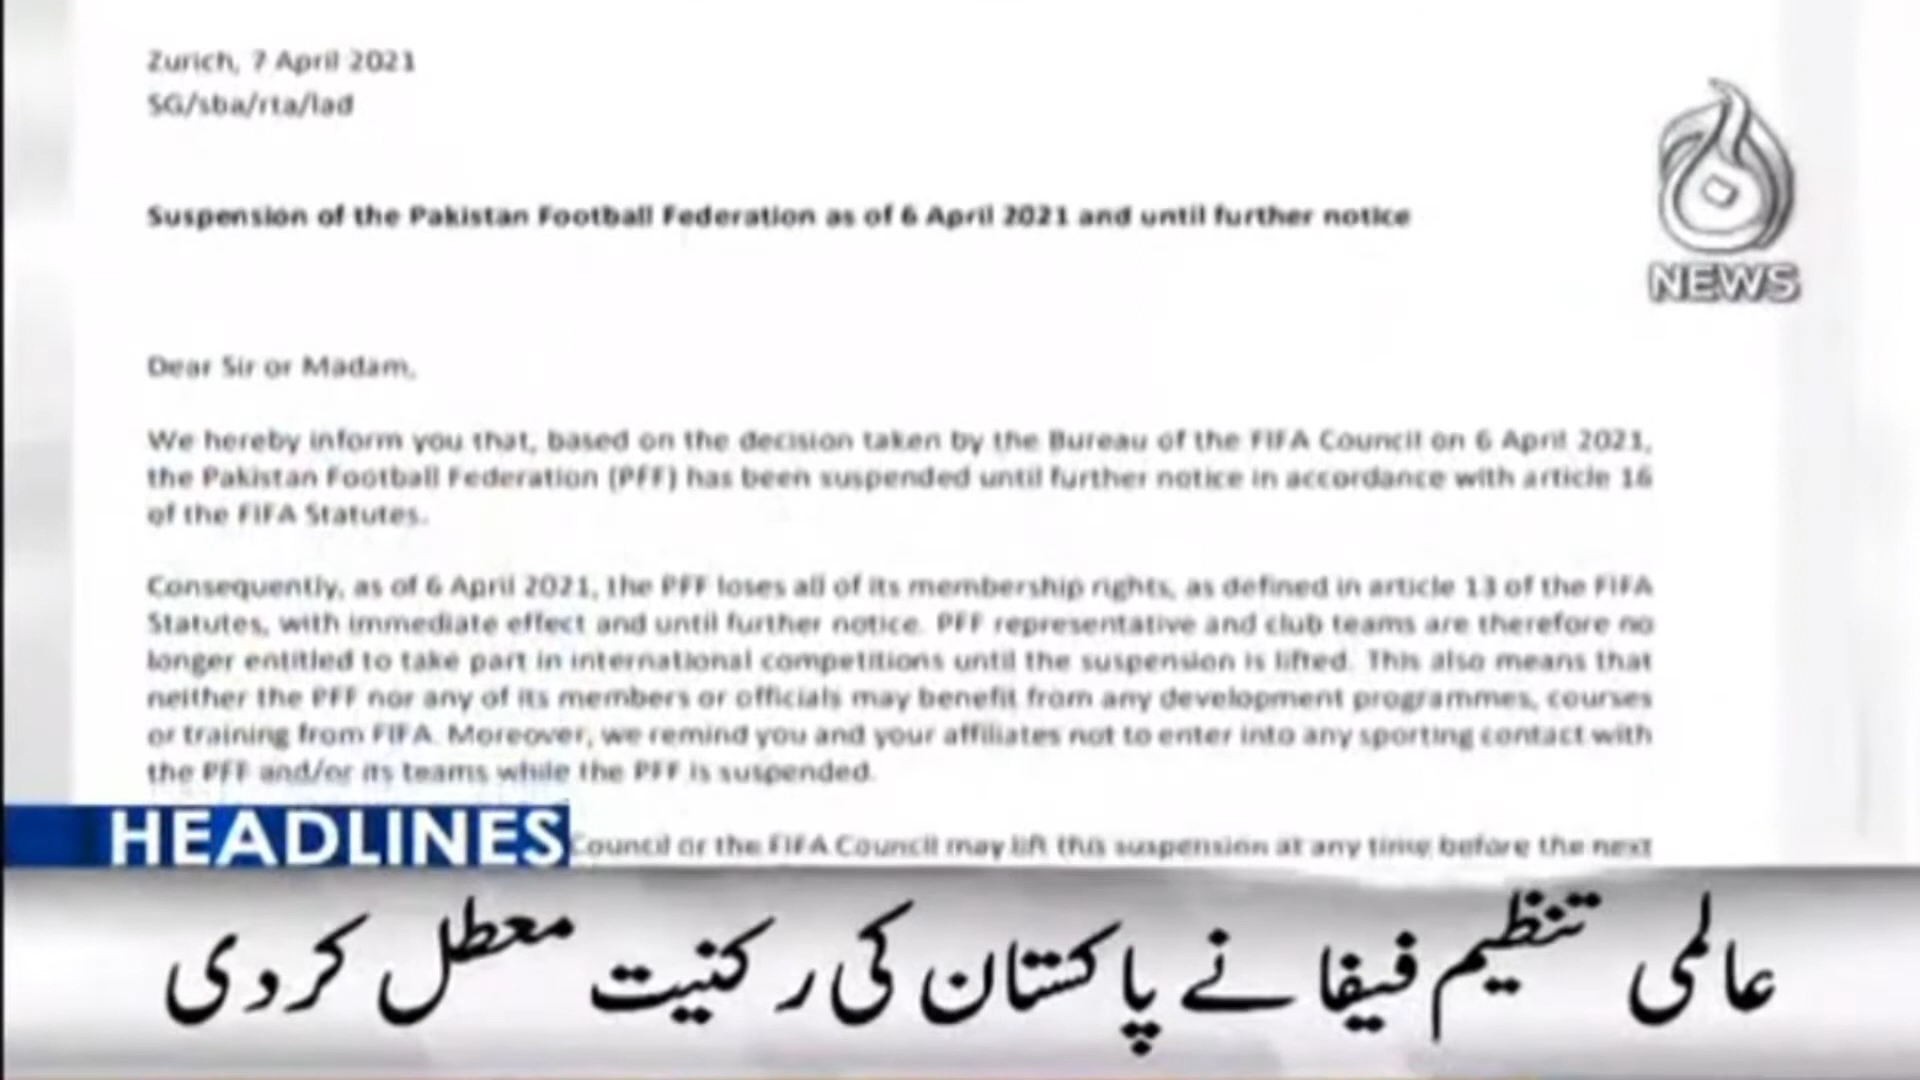 Zurich, 7 April 2021
SG/sba/rta/lad
Suspension of the Pakistan Football Federation as of 6 April 2021 and until further notice
NEWS
Dear Sir or Madam,
We hereby inform you that, based on the decision taken by the Bureau of the FIFA Council on 6 April 2021,
the Pakistan Football Federation (PFF) has been suspended until further notice in accordance with article 16
of the FIFA Statutes.
Consequently, as of 6 April 2021, the PFF loses all of its membership rights, as defined in article 13 of the FIFA
Statutes, with immediate effect and until further notice. PFF representative and club teams are therefore no
longer entitled to take part in international competitions until the suspension is lifted. This also means that
neither the PFF nor any of its members or officials may benefit from any development programmes, courses
or training from FIFA. Moreover, we remind you and your affiliates not to enter into any sporting contact with
the PFF and/or its teams while the PFF is suspended.
HEADLINES
Council or the FIFA Council may lift this suspension at any time before the next
عالمی تنظیم فیفا نے پاکستان کی رکنیت معطل کردی